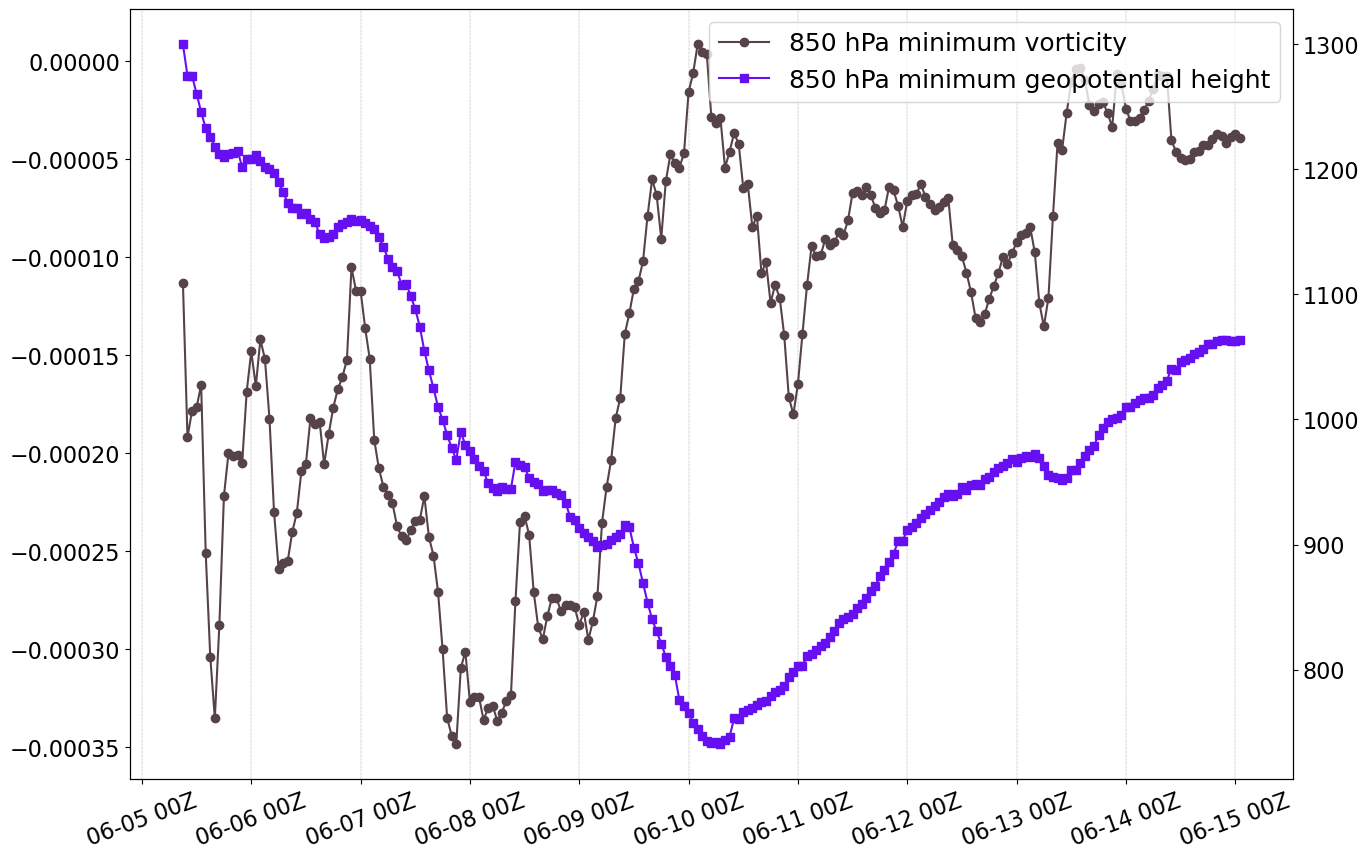 850 hPa minimum vorticity
850 hPa minimum geopotential height
0.00000
−0.00005
−0.00010
−0.00015
−0.00020
−0.00025
−0.00030
−0.00035
1300
1200
1100
1000
900
800
06-05 00Z
06-06 00Z
06-07 00Z
06-08 00Z
06-09 00Z
06-10 00Z
06-11 00Z
06-12 00Z
06-13 00Z
06-14 00Z
06-15 00Z